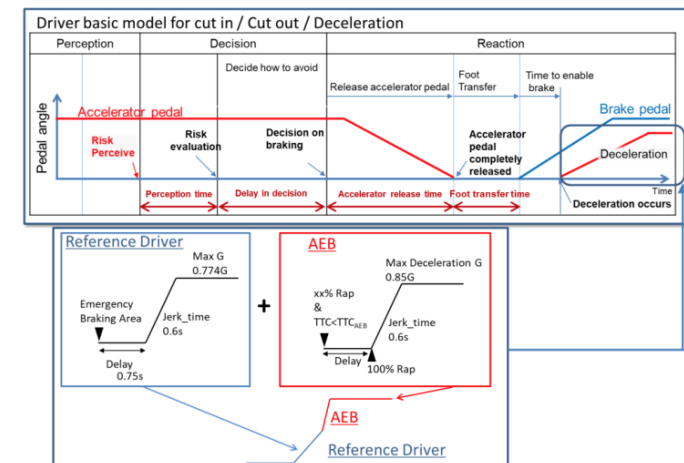 Driver basic model for cut in / Cut out / Deceleration
Perception
Decision
Reaction
Decide how to avoid
Release accelerator pedal
Foot
Transfer
Time to enable
brake
Pedal angle
Accelerator pedal
Brake pedal
Risk
Perceive
Risk
evaluation
Decision on
braking
Accelerator
pedal
completely
released
Deceleration
Time
Perception time
Delay in decision
Accelerator release time
Foot transfer time
Deceleration occurs
Reference Driver
Max G
0.774G
Emergency
Braking Area
Jerk_time
0.6s
Delay
0.75s
+
AEB
Max Deceleration G
0.85G
xx% Rap
&
TTC<TTCAEB
Jerk_time
0.6s
Delay
100% Rap
AEB
Reference Driver